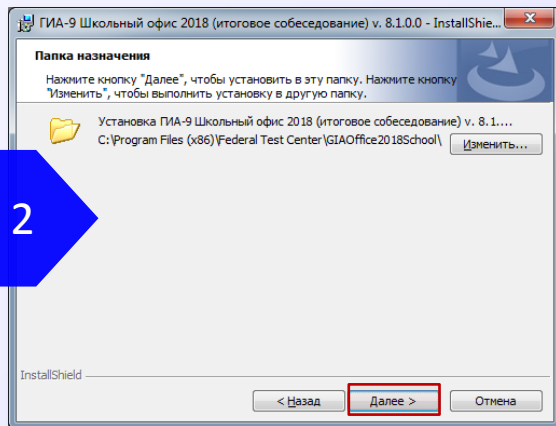 ГИА-9 Школьный офис 2018 (итоговое собеседование) v. 8.1.0.0 - InstallShie...
Папка назначения
Нажмите кнопку "Далее", чтобы установить в эту папку. Нажмите кнопку
"Изменить", чтобы выполнить установку в другую папку.
Установка ГИА-9 Школьный офис 2018 (итоговое собеседование) v. 8.1....
C:\Program Files (x86)\Federal Test Center\GIAOffice2018School\
Изменить...
2
InstallShield
< Назад
Далее >
Отмена